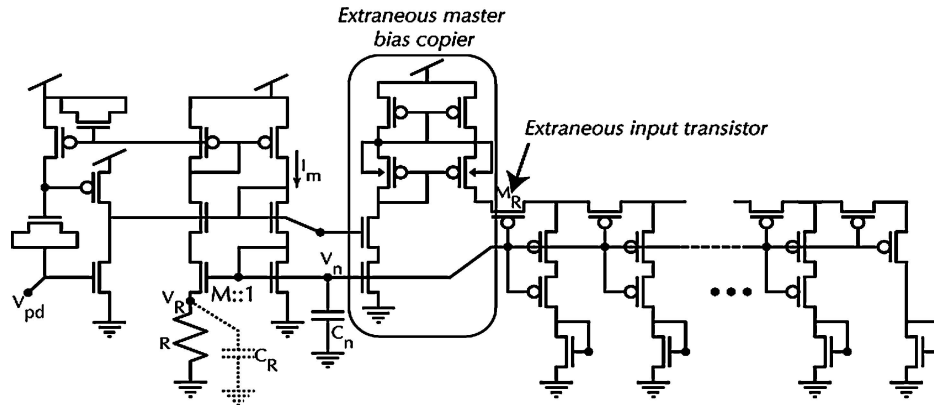 Extraneous master
bias copier
Extraneous input transistor
I_m
M_R
V_n
V_pd
V_R
M::1
R
C_R
C_n